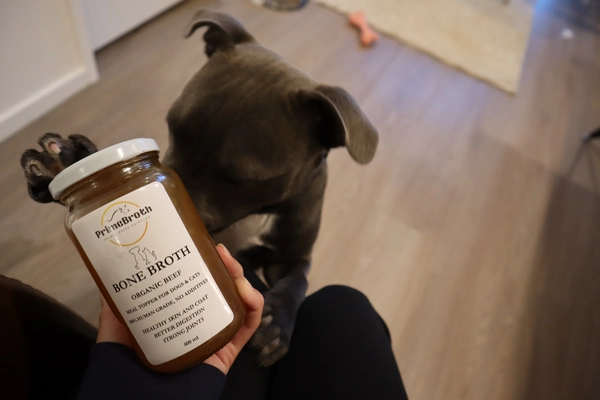 PrimeBroth
BONE BROTH
ORGANIC BEEF
MEAL TOPPER FOR DOGS & CATS
100% HUMAN GRADE, NO ADDITIVES
HEALTHY SKIN AND COAT
BETTER DIGESTION
STRONG JOINTS
400 ml